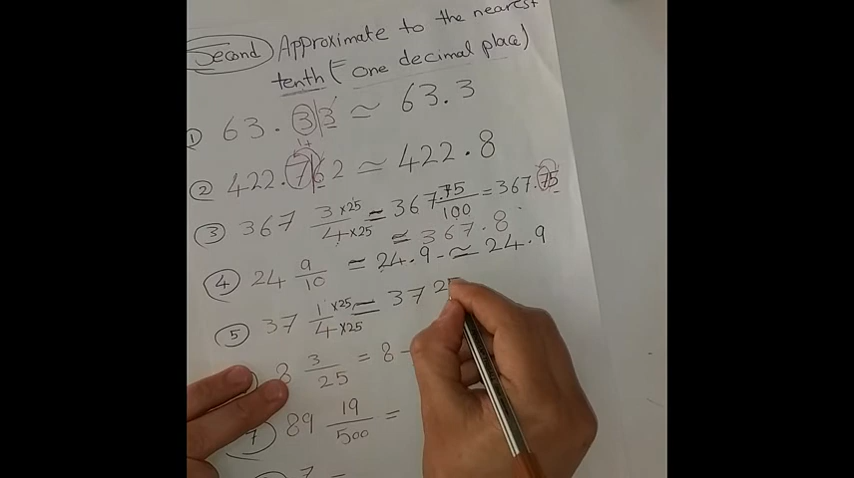 Second Approximate to the nearest
tenth (= one decimal place)
① 63.33 ≃ 63.3
② 422.762 ≃ 422.8
③ 367 3×25/4×25 = 367 75/100 = 367.75
≃ 367.8
④ 24 9/10 = 24.9 ≃ 24.9
⑤ 37 1×25/4×25 = 37 25
8 3/25 = 8
7 89 19/500 =
7